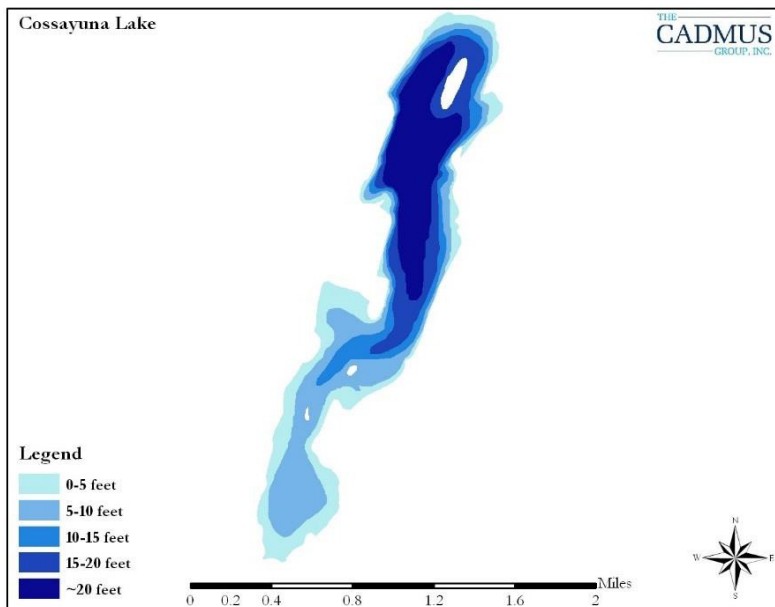 Cossayuna Lake
THE
CADMUS
GROUP, INC.
Legend
0-5 feet
5-10 feet
10-15 feet
15-20 feet
~20 feet
N
W E
S
Miles
0 0.2 0.4 0.8 1.2 1.6 2